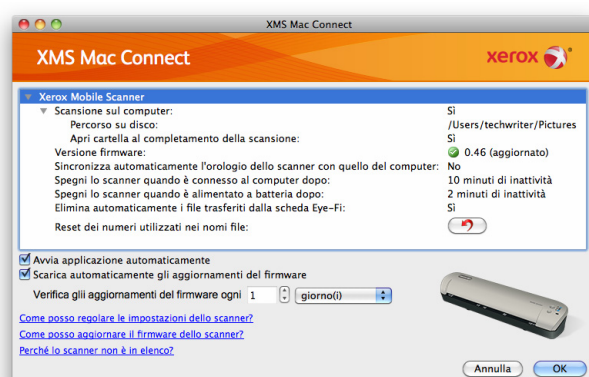 XMS Mac Connect
XMS Mac Connect
xerox
Xerox Mobile Scanner
Scansione sul computer: Sì
Percorso su disco: /Users/techwriter/Pictures
Apri cartella al completamento della scansione: Sì
Versione firmware: 0.46 (aggiornato)
Sincronizza automaticamente l'orologio dello scanner con quello del computer: No
Spegni lo scanner quando è connesso al computer dopo: 10 minuti di inattività
Spegni lo scanner quando è alimentato a batteria dopo: 2 minuti di inattività
Elimina automaticamente i file trasferiti dalla scheda Eye-Fi: Sì
Reset dei numeri utilizzati nei nomi file:
Avvia applicazione automaticamente
Scarica automaticamente gli aggiornamenti del firmware
Verifica glii aggiornamenti del firmware ogni 1 giorno(i)
Come posso regolare le impostazioni dello scanner?
Come posso aggiornare il firmware dello scanner?
Perché lo scanner non è in elenco?
Annulla OK